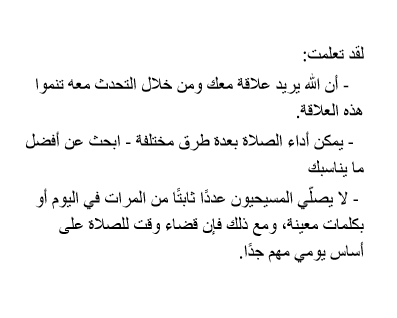 لقد تعلمت:
- أن الله يريد علاقة معك ومن خلال التحدث معه تنموا
هذه العلاقة.
- يمكن أداء الصلاة بعدة طرق مختلفة - ابحث عن أفضل
ما يناسبك
- لا يصلّي المسيحيون عددًا ثابتًا من المرات في اليوم أو
بكلمات معينة، ومع ذلك فإن قضاء وقت للصلاة على
أساس يومي مهم جدًا.